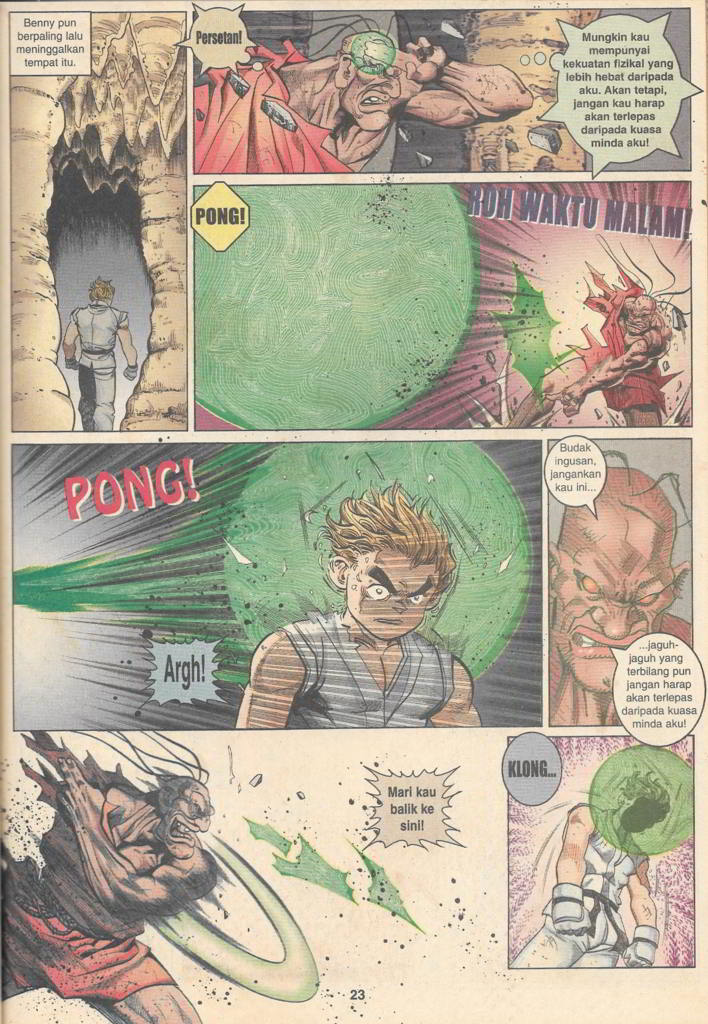 Benny pun
berpaling lalu
meninggalkan
tempat itu.
Persetan!
Mungkin kau
mempunyai
kekuatan fizikal yang
lebih hebat daripada
aku. Akan tetapi,
jangan kau harap
akan terlepas
daripada kuasa
minda aku!
PONG!
ROH WAKTU MALAM!
PONG!
Argh!
Budak
ingusan,
jangankan
kau ini...
...jaguh-
jaguh yang
terbilang pun
jangan harap
akan terlepas
daripada kuasa
minda aku!
Mari kau
balik ke
sini!
KLONG...
23